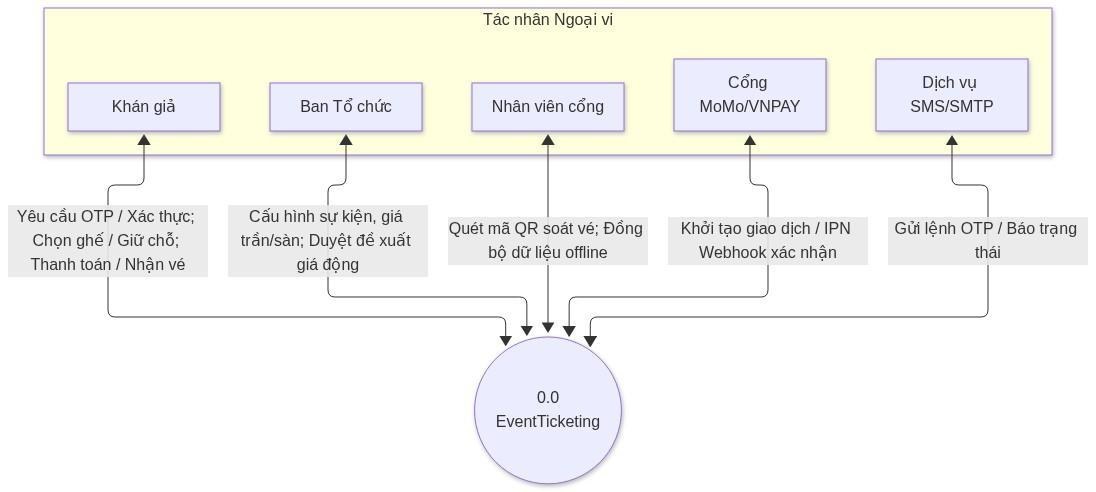 Tác nhân Ngoại vi
Khán giả
Ban Tổ chức
Nhân viên cổng
Cổng
MoMo/VNPAY
Dịch vụ
SMS/SMTP
Yêu cầu OTP / Xác thực;
Chọn ghế / Giữ chỗ;
Thanh toán / Nhận vé
Cấu hình sự kiện, giá
trần/sàn; Duyệt đề xuất
giá động
Quét mã QR soát vé; Đồng
bộ dữ liệu offline
Khởi tạo giao dịch / IPN
Webhook xác nhận
Gửi lệnh OTP / Báo trạng
thái
0.0
EventTicketing